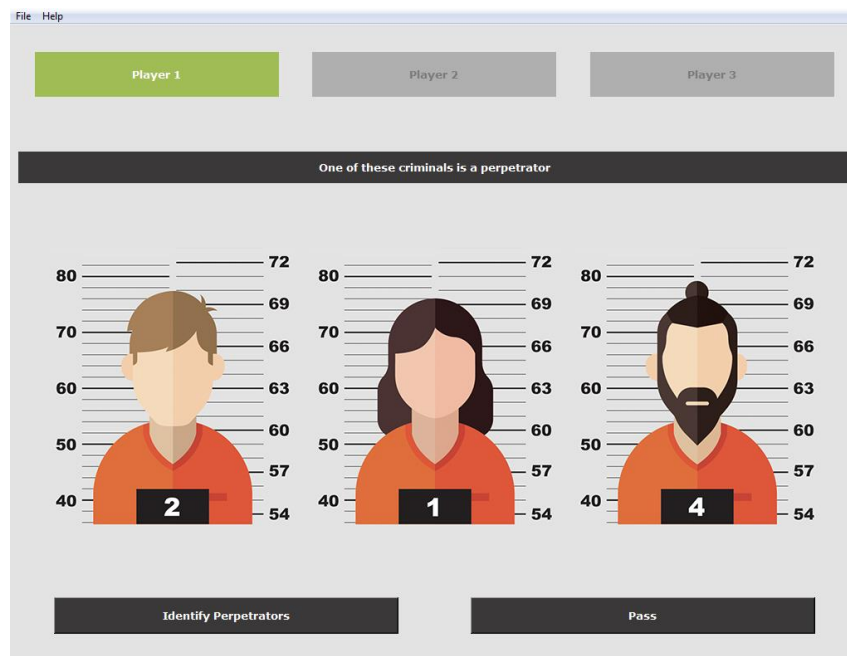 File Help
Player 1 Player 2 Player 3
One of these criminals is a perpetrator
72 72 72
80 80 80
69 69 69
70 70 70
66 66 66
60 63 60 63 60 63
60 60 60
50 50 50
57 57 57
40 2 40 1 40 4
54 54 54
Identify Perpetrators Pass